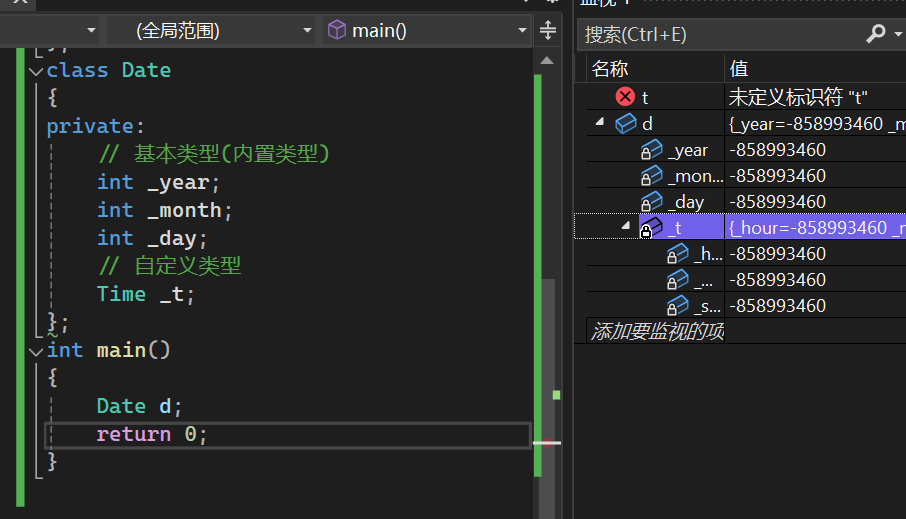 (全局范围)
main()
};
class Date
{
private:
// 基本类型(内置类型)
int _year;
int _month;
int _day;
// 自定义类型
Time _t;
};
int main()
{
Date d;
return 0;
}
搜索(Ctrl+E)
名称 值
t 未定义标识符 "t"
d {_year=-858993460 _m
_year -858993460
_mon... -858993460
_day -858993460
_t {_hour=-858993460 _m
_h... -858993460
_... -858993460
_s... -858993460
添加要监视的项